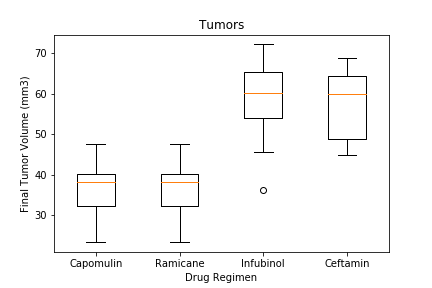 Tumors
Final Tumor Volume (mm3)
70
60
50
40
30
Capomulin Ramicane Infubinol Ceftamin
Drug Regimen